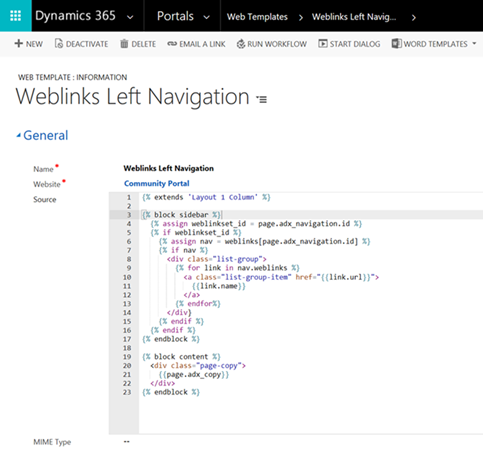 Dynamics 365 Portals Web Templates > Weblinks Left Navig... >
+ NEW DEACTIVATE DELETE EMAIL A LINK RUN WORKFLOW START DIALOG WORD TEMPLATES
WEB TEMPLATE : INFORMATION
Weblinks Left Navigation
General
Name* Weblinks Left Navigation
Website* Community Portal
Source
1 {% extends 'Layout 1 Column' %}
2
3 {% block sidebar %}
4 {% assign weblinkset_id = page.adx_navigation.id %}
5 {% if weblinkset_id %}
6 {% assign nav = weblinks[page.adx_navigation.id] %}
7 {% if nav %}
8 <div class="list-group">
9 {% for link in nav.weblinks %}
10 <a class="list-group-item" href="{{link.url}}">
11 {{link.name}}
12 </a>
13 {% endfor%}
14 </div}
15 {% endif %}
16 {% endif %}
17 {% endblock %}
18
19 {% block content %}
20 <div class="page-copy">
21 {{page.adx_copy}}
22 </div>
23 {% endblock %}
MIME Type --